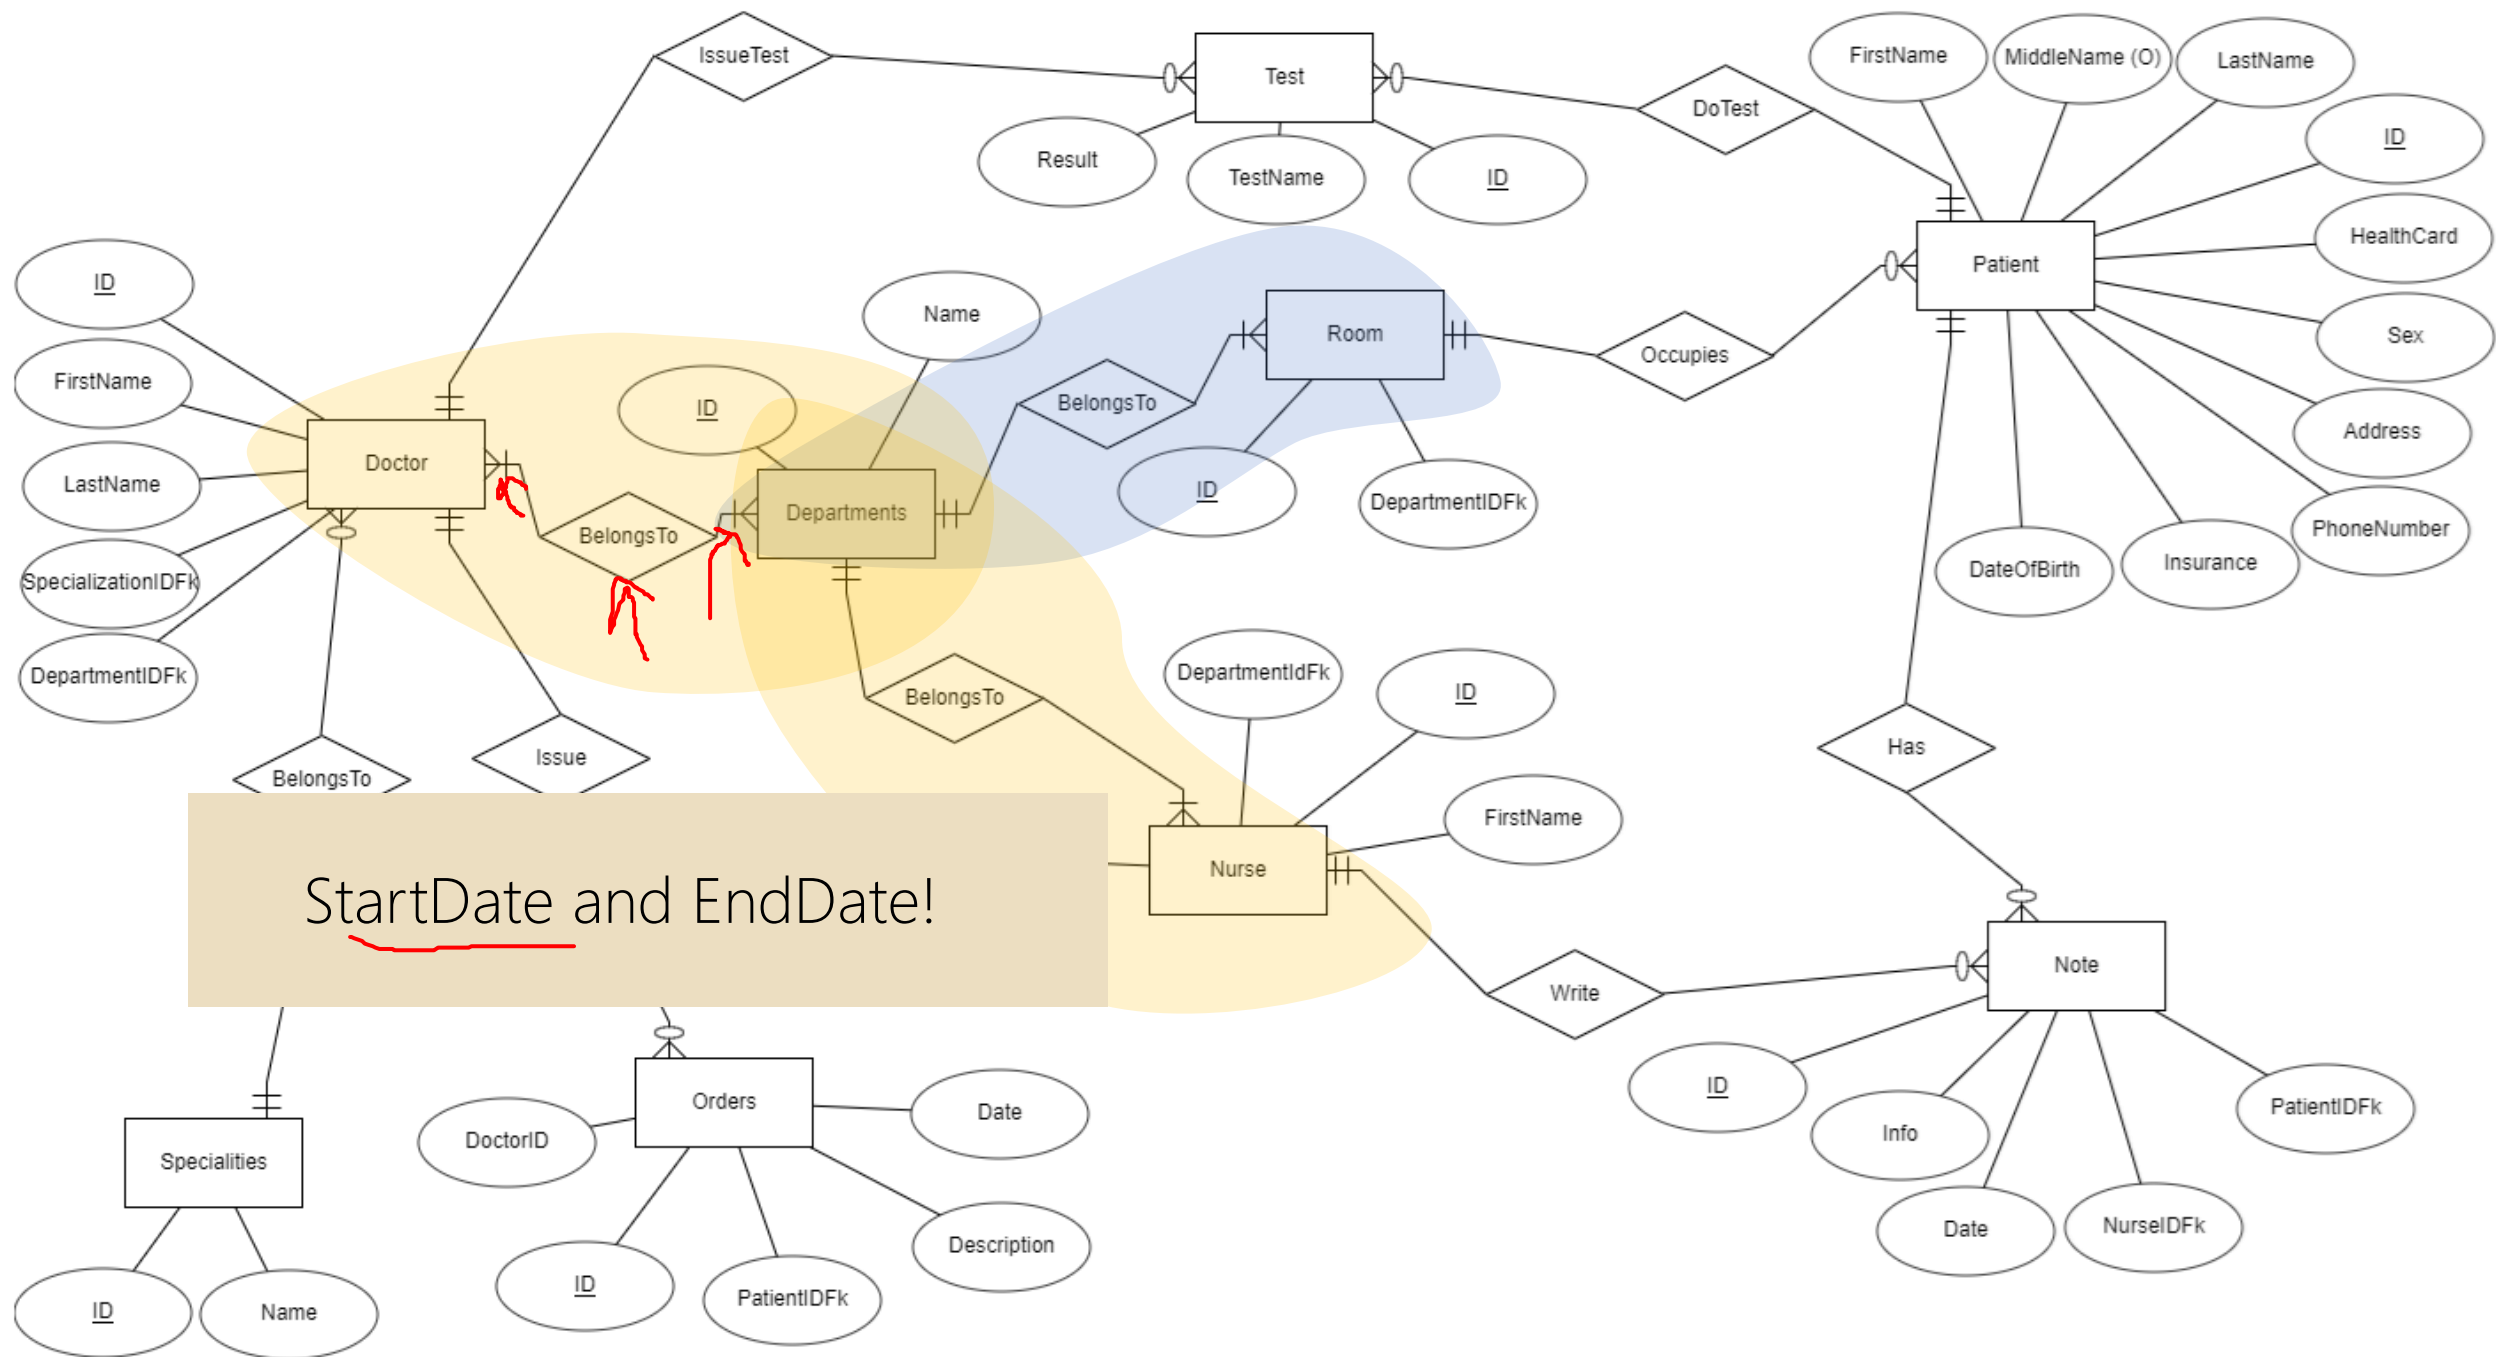 IssueTest
Test
DoTest
FirstName
MiddleName (O)
LastName
ID
Result
TestName
ID
HealthCard
Patient
Sex
Address
PhoneNumber
Insurance
DateOfBirth
Occupies
Room
BelongsTo
ID
DepartmentIDFk
Name
ID
Departments
BelongsTo
Doctor
ID
FirstName
LastName
SpecializationIDFk
DepartmentIDFk
BelongsTo
Issue
BelongsTo
DepartmentIdFk
ID
FirstName
Nurse
Has
StartDate and EndDate!
Write
Note
ID
Info
Date
NurseIDFk
PatientIDFk
Orders
DoctorID
Date
Description
ID
PatientIDFk
Specialities
ID
Name